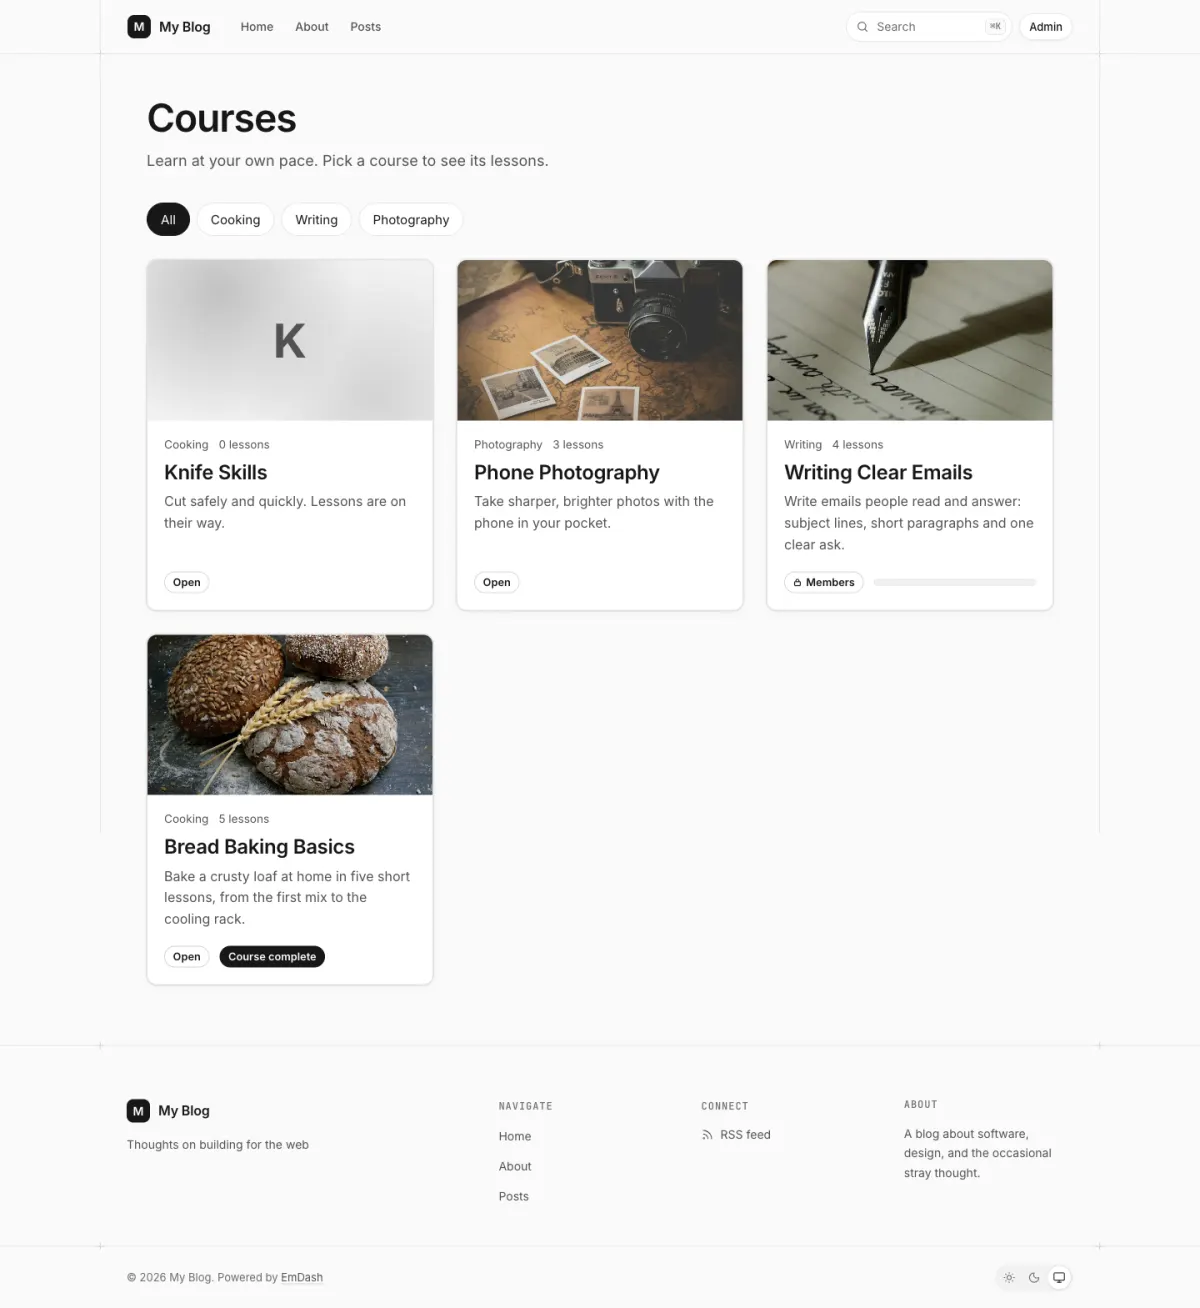 M My Blog Home About Posts Search ⌘K Admin
Courses
Learn at your own pace. Pick a course to see its lessons.
All Cooking Writing Photography
K
Cooking 0 lessons
Knife Skills
Cut safely and quickly. Lessons are on
their way.
Open
Photography 3 lessons
Phone Photography
Take sharper, brighter photos with the
phone in your pocket.
Open
Writing 4 lessons
Writing Clear Emails
Write emails people read and answer:
subject lines, short paragraphs and one
clear ask.
Members
Cooking 5 lessons
Bread Baking Basics
Bake a crusty loaf at home in five short
lessons, from the first mix to the
cooling rack.
Open Course complete
M My Blog
Thoughts on building for the web
NAVIGATE
Home
About
Posts
CONNECT
RSS feed
ABOUT
A blog about software,
design, and the occasional
stray thought.
© 2026 My Blog. Powered by EmDash